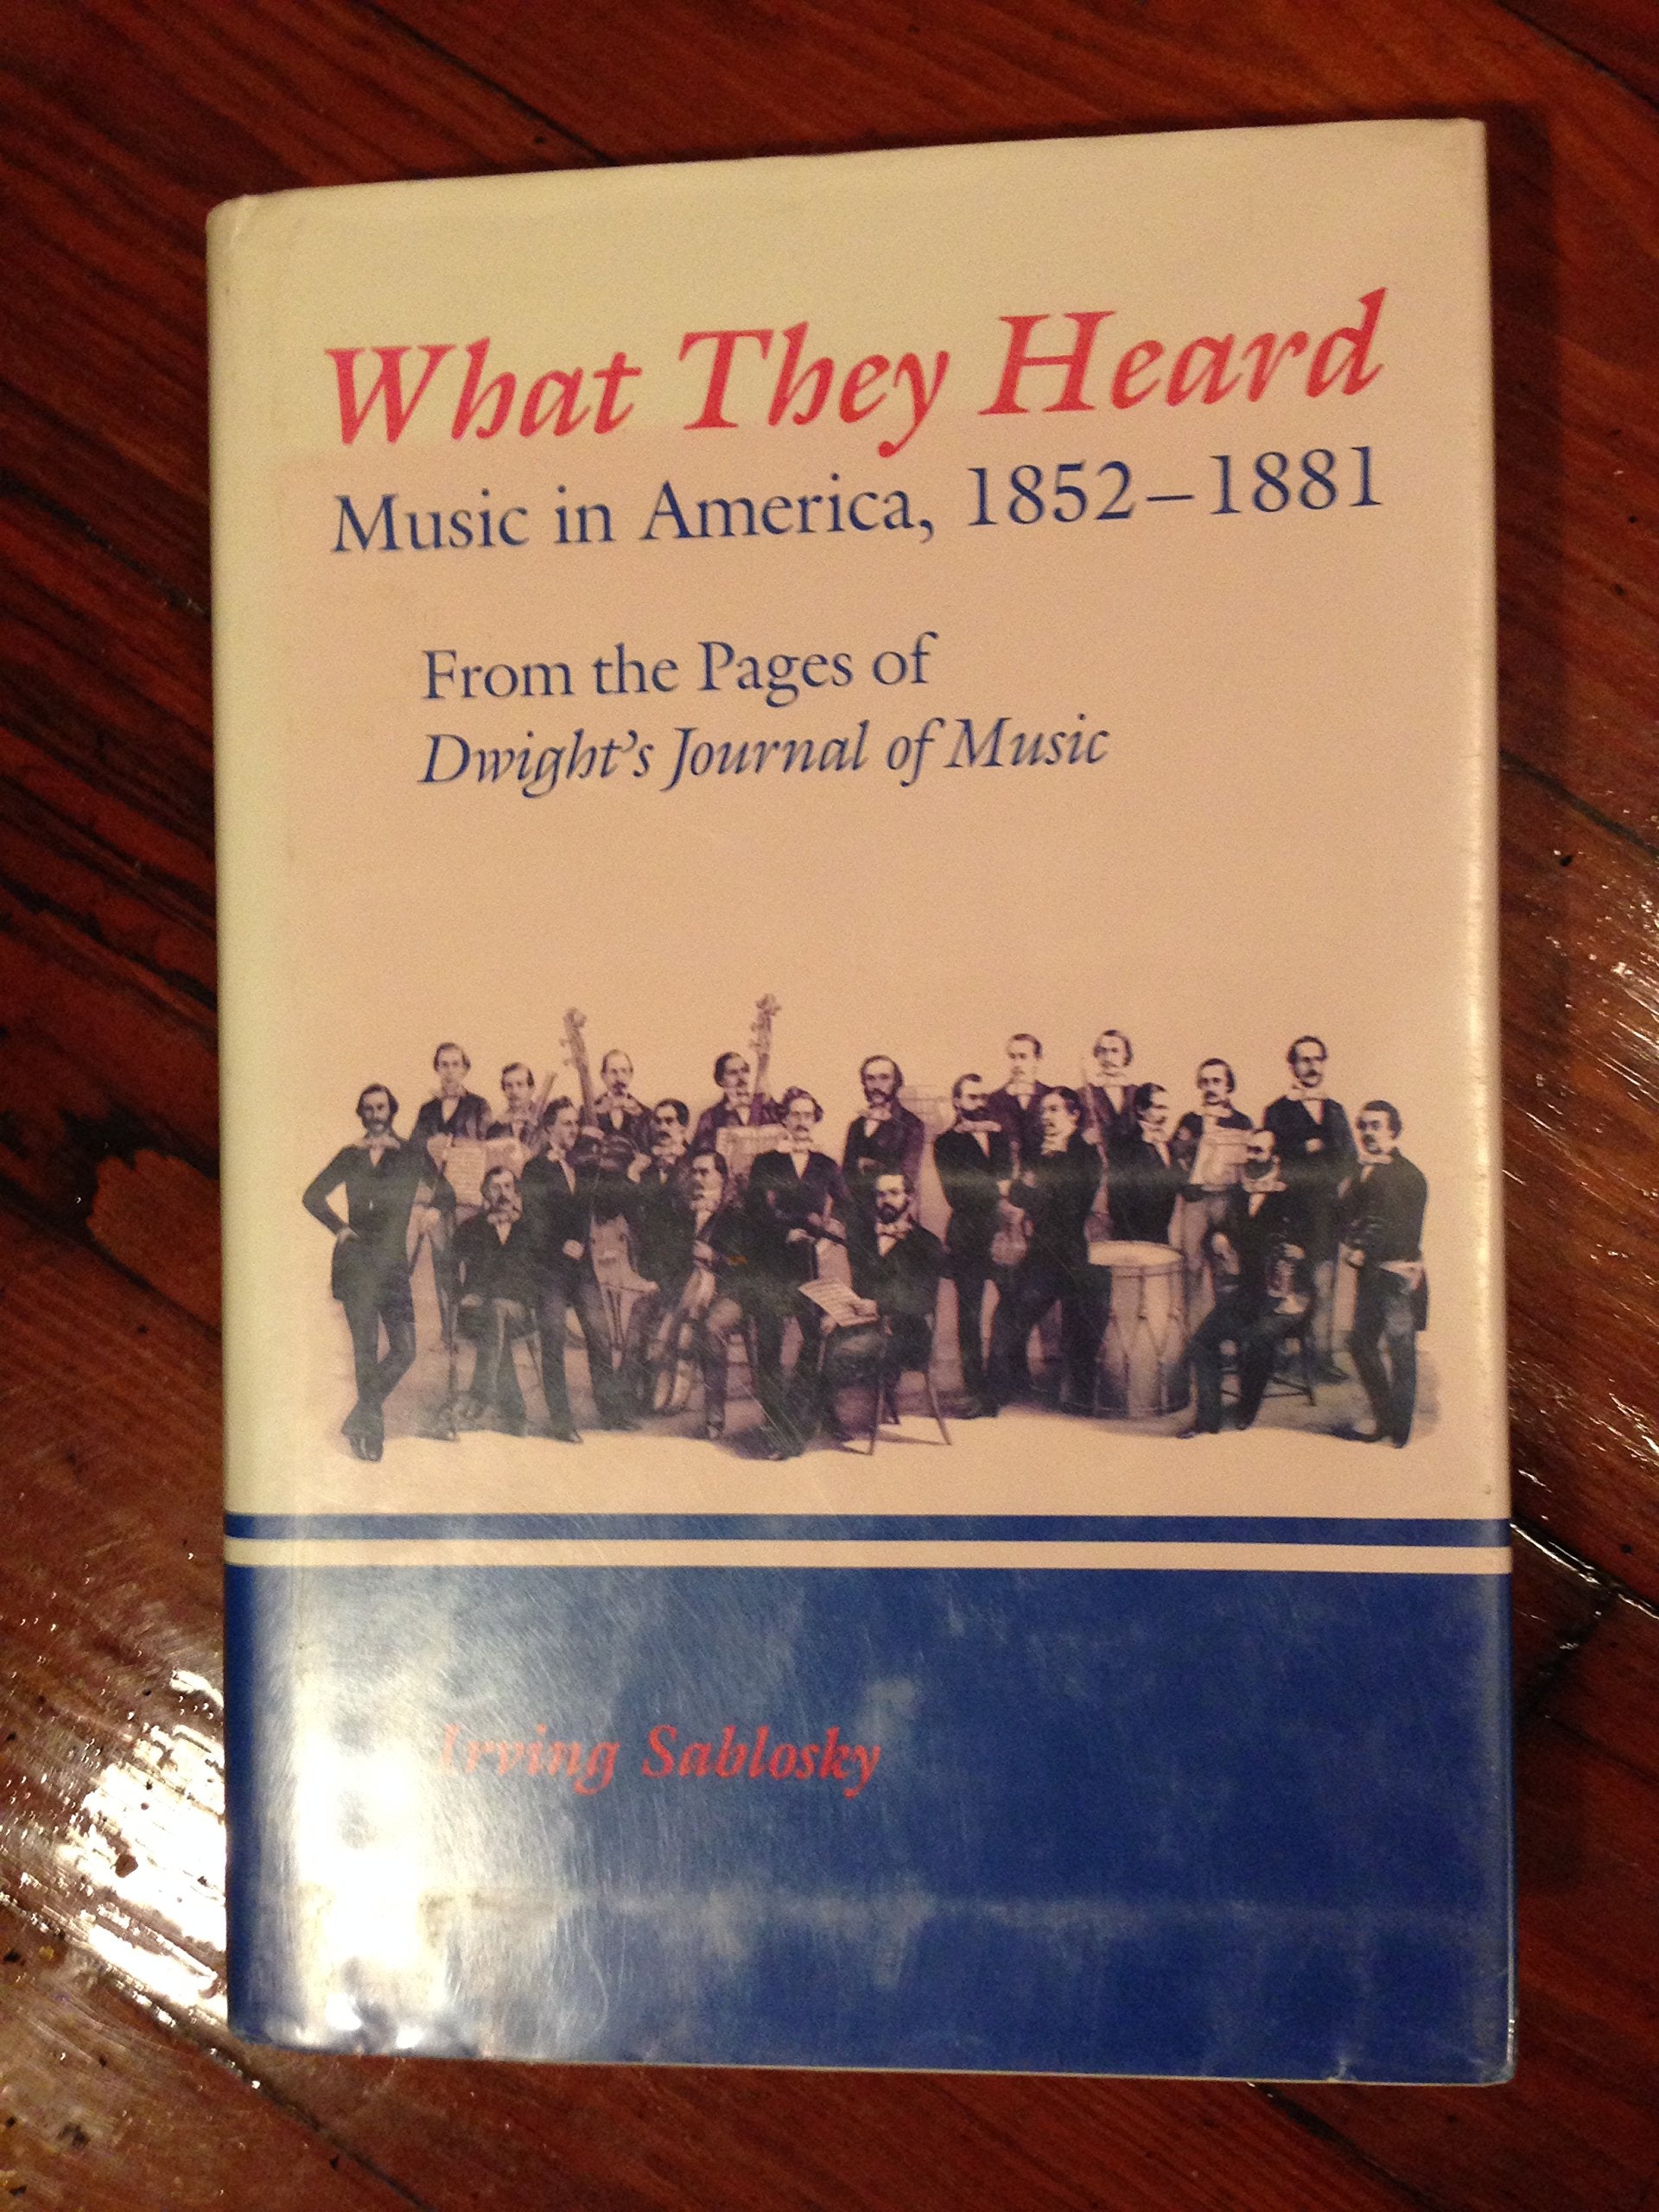 What They Heard
Music in America, 1852–1881
From the Pages of
Dwight's Journal of Music
Irving Sablosky